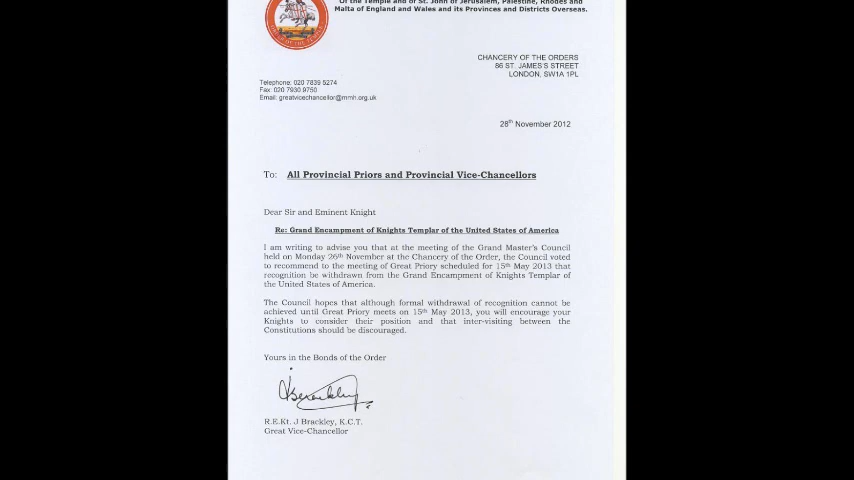 Of the Temple and of St. John of Jerusalem, Palestine, Rhodes and
Malta of England and Wales and its Provinces and Districts Overseas.
CHANCERY OF THE ORDERS
86 ST. JAMES'S STREET
LONDON, SW1A 1PL
Telephone: 020 7839 5274
Fax: 020 7930 9750
Email: greatvicechancellor@mmh.org.uk
28th November 2012
To: All Provincial Priors and Provincial Vice-Chancellors
Dear Sir and Eminent Knight
Re: Grand Encampment of Knights Templar of the United States of America
I am writing to advise you that at the meeting of the Grand Master's Council
held on Monday 26th November at the Chancery of the Order, the Council voted
to recommend to the meeting of Great Priory scheduled for 15th May 2013 that
recognition be withdrawn from the Grand Encampment of Knights Templar of
the United States of America.
The Council hopes that although formal withdrawal of recognition cannot be
achieved until Great Priory meets on 15th May 2013, you will encourage your
Knights to consider their position and that inter-visiting between the
Constitutions should be discouraged.
Yours in the Bonds of the Order
R.E.Kt. J Brackley, K.C.T.
Great Vice-Chancellor